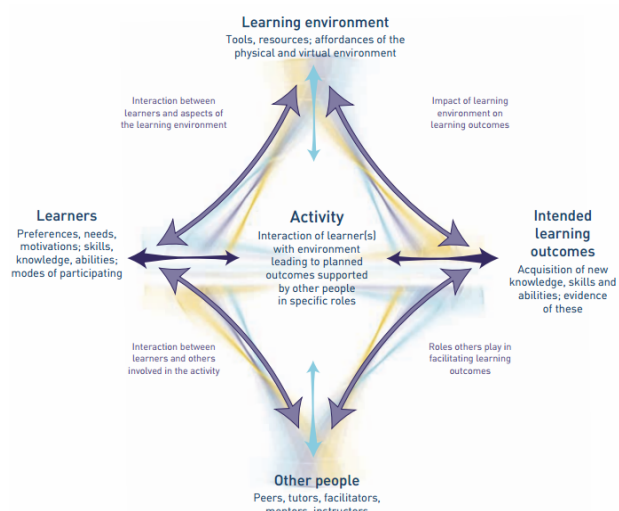 Learning environment
Tools, resources; affordances of the
physical and virtual environment
Interaction between
learners and aspects of
the learning environment
Impact of learning
environment on
learning outcomes
Learners
Preferences, needs,
motivations; skills,
knowledge, abilities;
modes of participating
Activity
Interaction of learner(s)
with environment
leading to planned
outcomes supported
by other people
in specific roles
Intended
learning
outcomes
Acquisition of new
knowledge, skills and
abilities; evidence
of these
Interaction between
learners and others
involved in the activity
Roles others play in
facilitating learning
outcomes
Other people
Peers, tutors, facilitators,
mentors, instructors